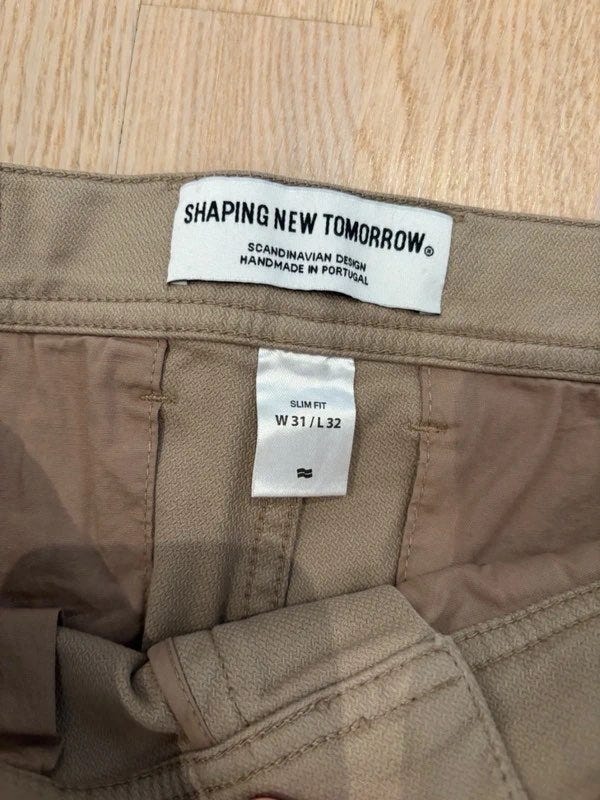 SHAPING NEW TOMORROW®
SCANDINAVIAN DESIGN
HANDMADE IN PORTUGAL
SLIM FIT
W 31 / L 32